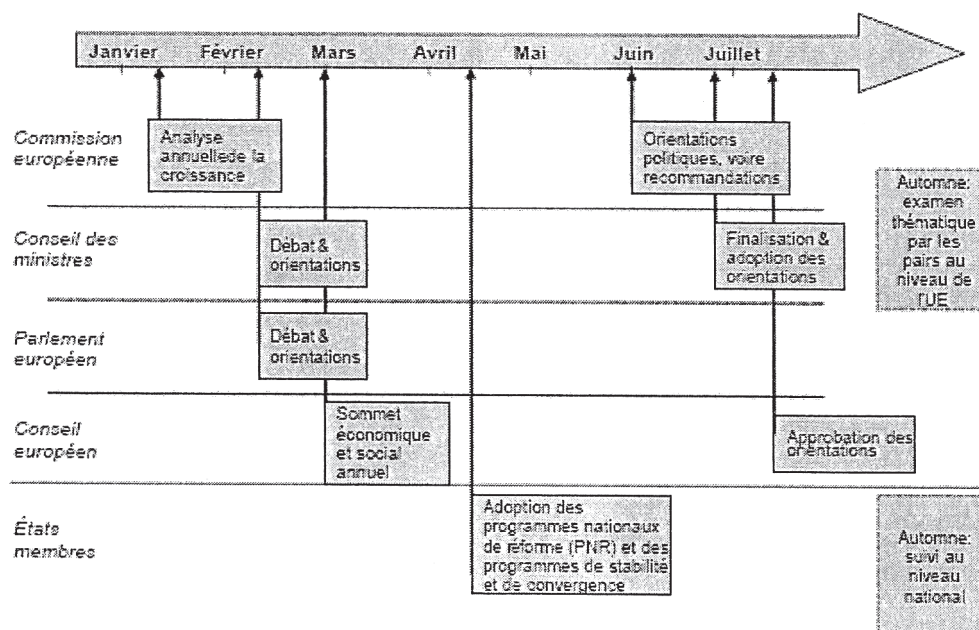 Janvier Février Mars Avril Mai Juin Juillet
Commission
européenne
Analyse
annuellede la
croissance
Orientations
politiques, voire
recommandations
Automne:
examen
thématique
par les
pairs au
niveau de
l'UE
Conseil des
ministres
Débat &
orientations
Finalisation &
adoption des
orientations
Parlement
européen
Débat &
orientations
Conseil
européen
Sommet
économique
et social
annuel
Approbation des
orientations
États
membres
Adoption des
programmes nationaux
de réforme (PNR) et des
programmes de stabilité
et de convergence
Automne:
suivi au
niveau
national